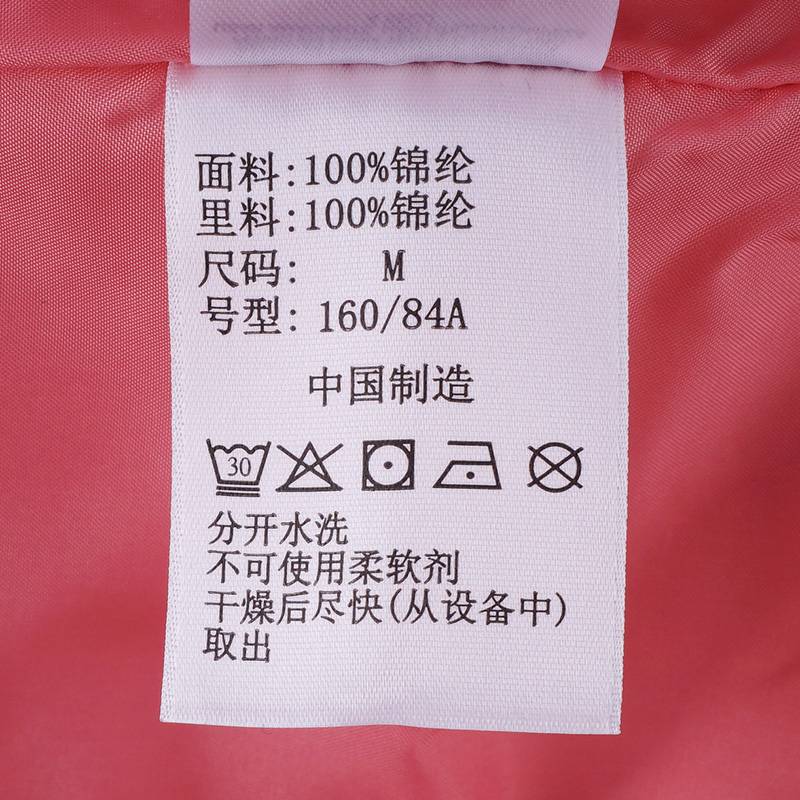 面料:100%锦纶
里料:100%锦纶
尺码: M
号型: 160/84A
中国制造
30
分开水洗
不可使用柔软剂
干燥后尽快(从设备中)
取出